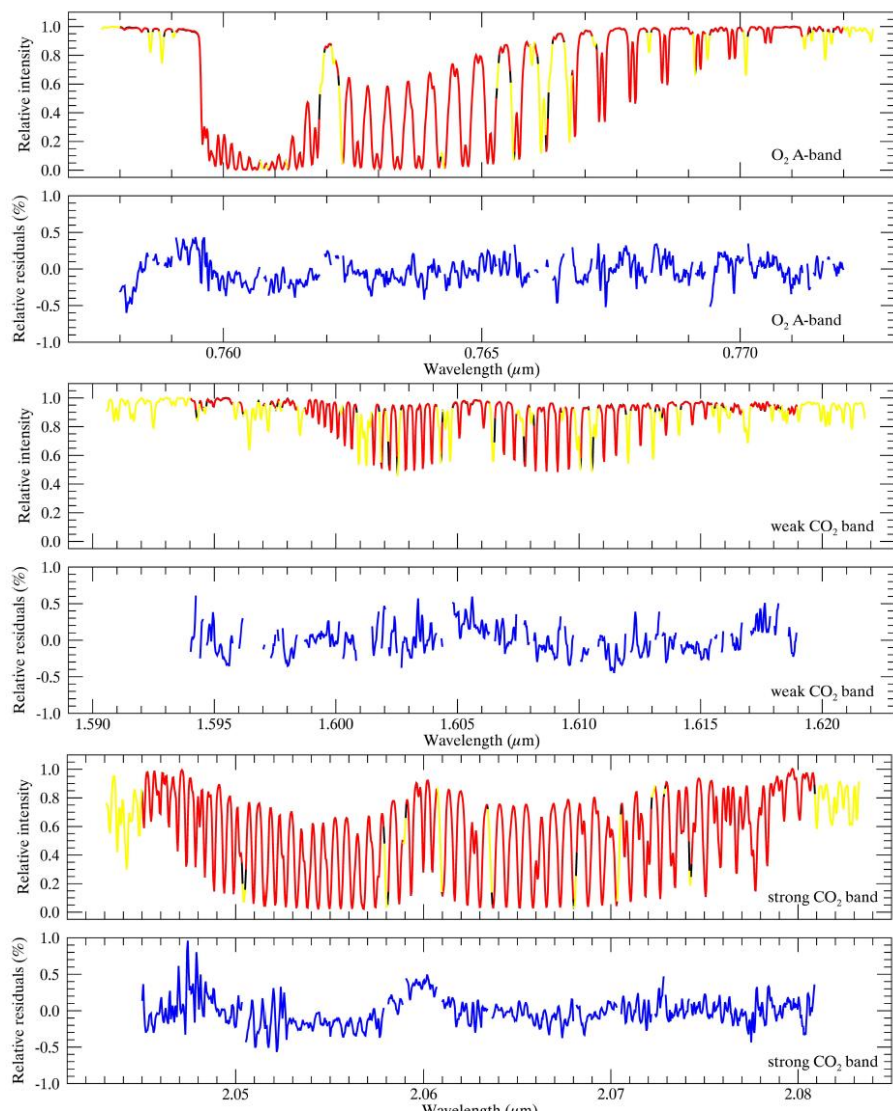 Relative intensity
1.0
0.8
0.6
0.4
0.2
0.0
O₂ A-band
Relative residuals (%)
1.0
0.5
0.0
-0.5
1.0
O₂ A-band
0.760 0.765 0.770
Wavelength (μm)
Relative intensity
1.0
0.8
0.6
0.4
0.2
0.0
weak CO₂ band
Relative residuals (%)
1.0
0.5
0.0
-0.5
-1.0
weak CO₂ band
1.590 1.595 1.600 1.605 1.610 1.615 1.620
Wavelength (μm)
Relative intensity
1.0
0.8
0.6
0.4
0.2
0.0
strong CO₂ band
Relative residuals (%)
1.0
0.5
0.0
-0.5
-1.0
strong CO₂ band
2.05 2.06 2.07 2.08
Wavelength (μm)